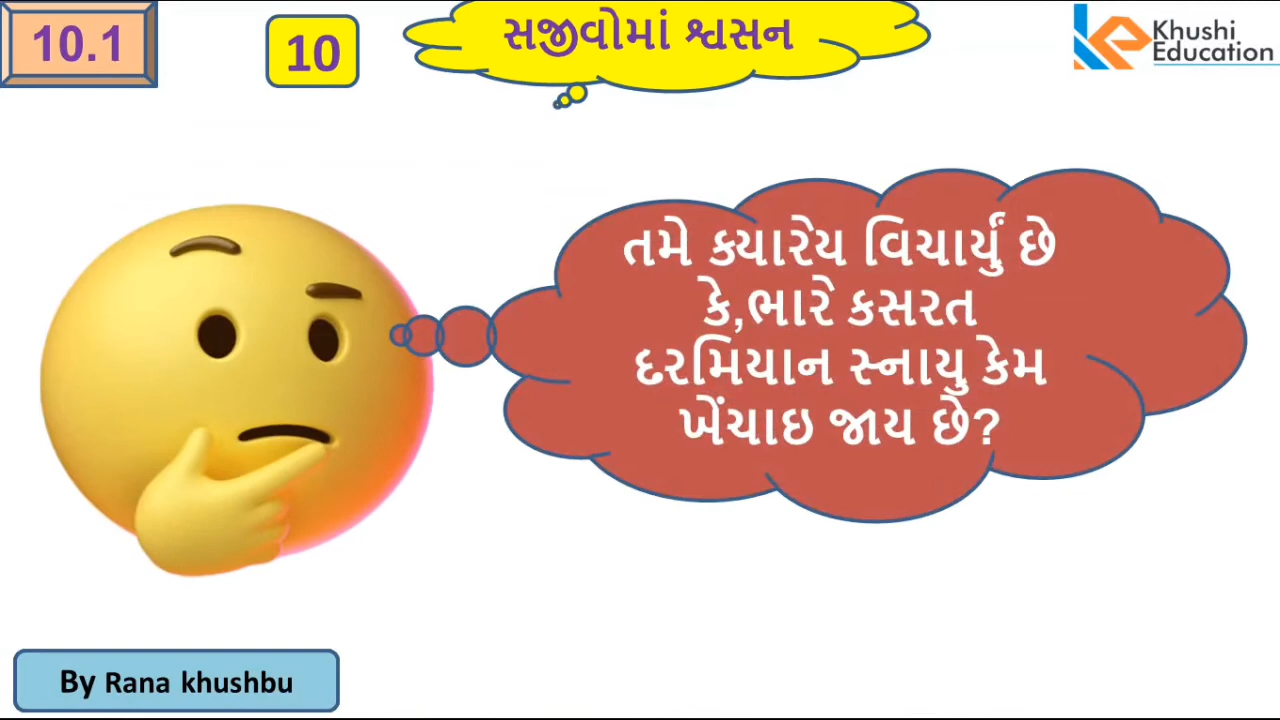 10.1
10
સજીવોમાં શ્વસન
Khushi
Education
તમે ક્યારેય વિચાર્યું છે
કે,ભારે કસરત
દરમિયાન સ્નાયુ કેમ
ખેંચાઇ જાય છે?
By Rana khushbu